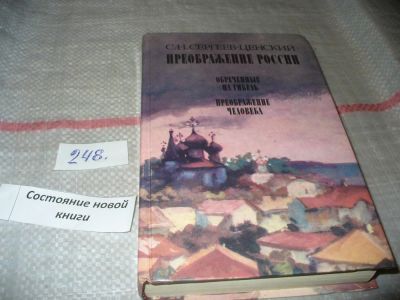 С.Н. СЕРГЕЕВ-ЦЕНСКИЙ
ПРЕОБРАЖЕНИЕ РОССИИ
ОБРЕЧЕННЫЕ
НА ГИБЕЛЬ
ПРЕОБРАЖЕНИЕ
ЧЕЛОВЕКА
248.
Состояние новой
книги